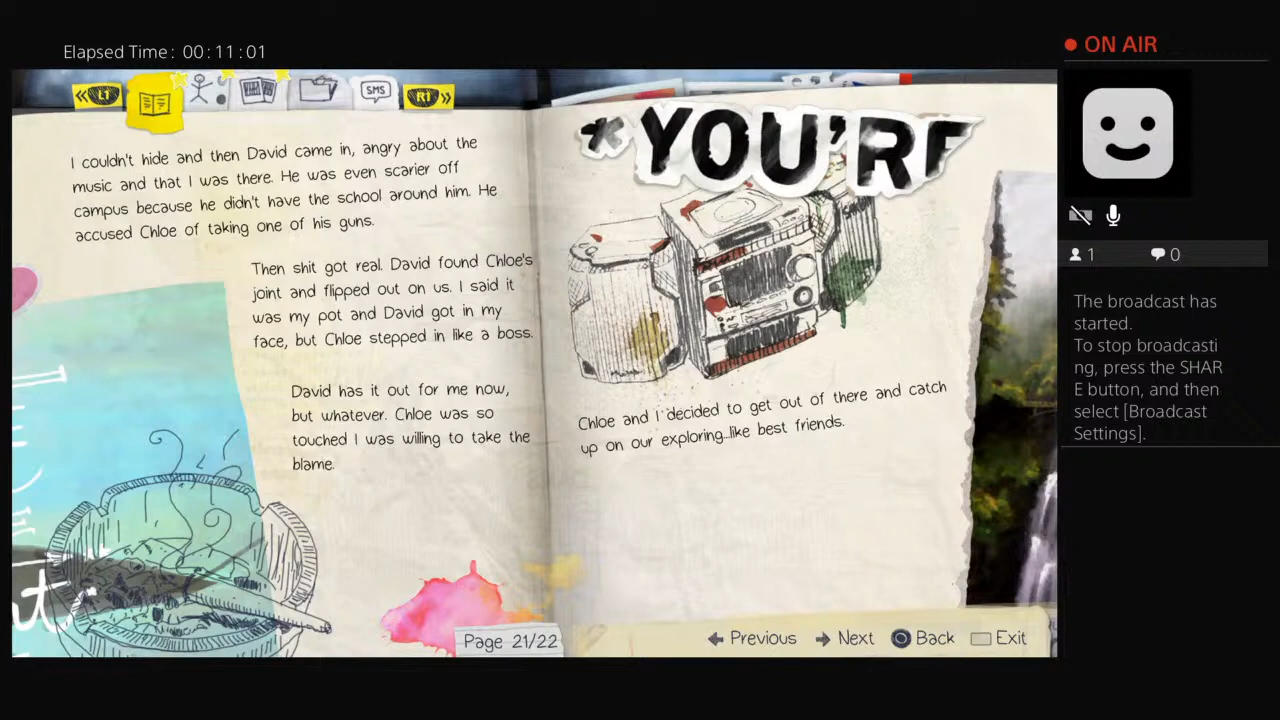 Elapsed Time: 00:11:01
ON AIR
« LT
SMS
RT »
I couldn't hide and then David came in, angry about the
music and that I was there. He was even scarier off
campus because he didn't have the school around him. He
accused Chloe of taking one of his guns.
Then shit got real. David found Chloe's
joint and flipped out on us. I said it
was my pot and David got in my
face, but Chloe stepped in like a boss.
David has it out for me now,
but whatever. Chloe was so
touched I was willing to take the
blame.
*YOU'RE
Chloe and I decided to get out of there and catch
up on our exploring...like best friends.
Page 21/22
Previous
Next
Back
Exit
1
0
The broadcast has
started.
To stop broadcasti
ng, press the SHAR
E button, and then
select [Broadcast
Settings].